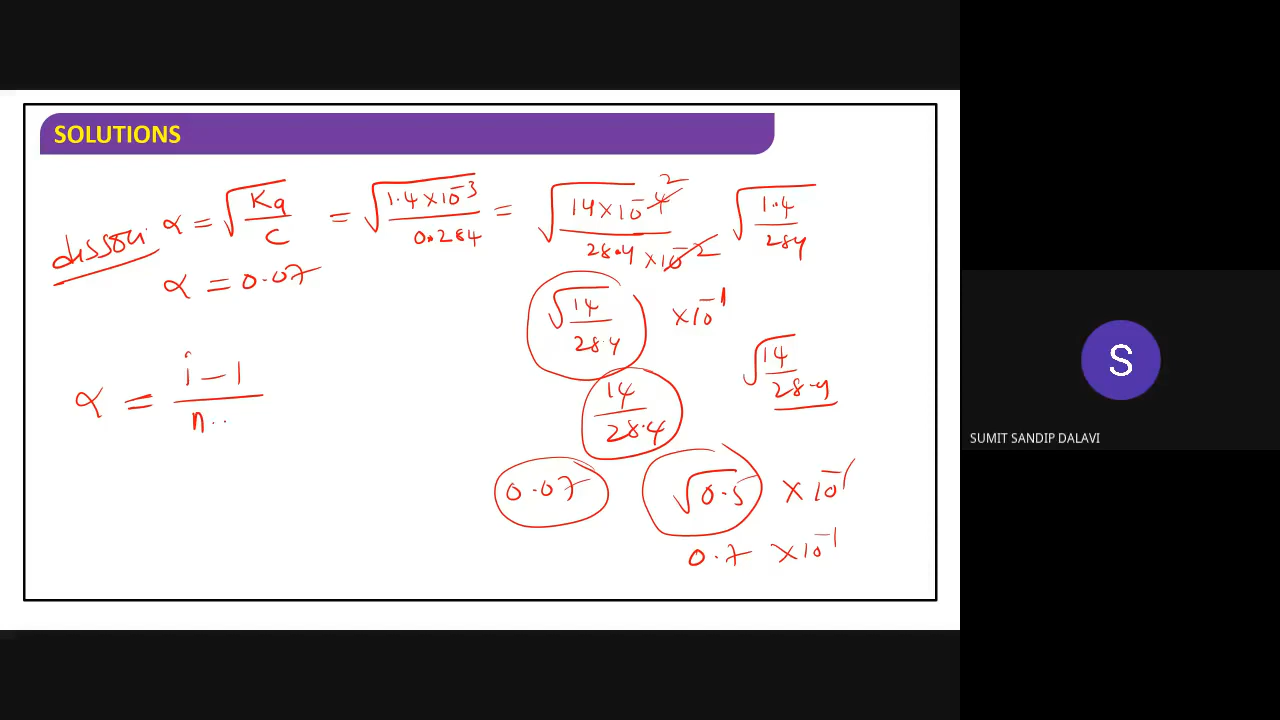 SOLUTIONS
dissoci. α = √(Ka/C) = √(1.4×10⁻³/0.284) = √(14×10⁻⁴ ²/28.4×10⁻²) √(1.4/284)
α = 0.07
√(14/28.4) ×10⁻¹
√(14/28.4)
α = (i-1)/(n..
14/28.4
0.07 √0.5 ×10⁻¹
0.7 ×10⁻¹
S
SUMIT SANDIP DALAVI